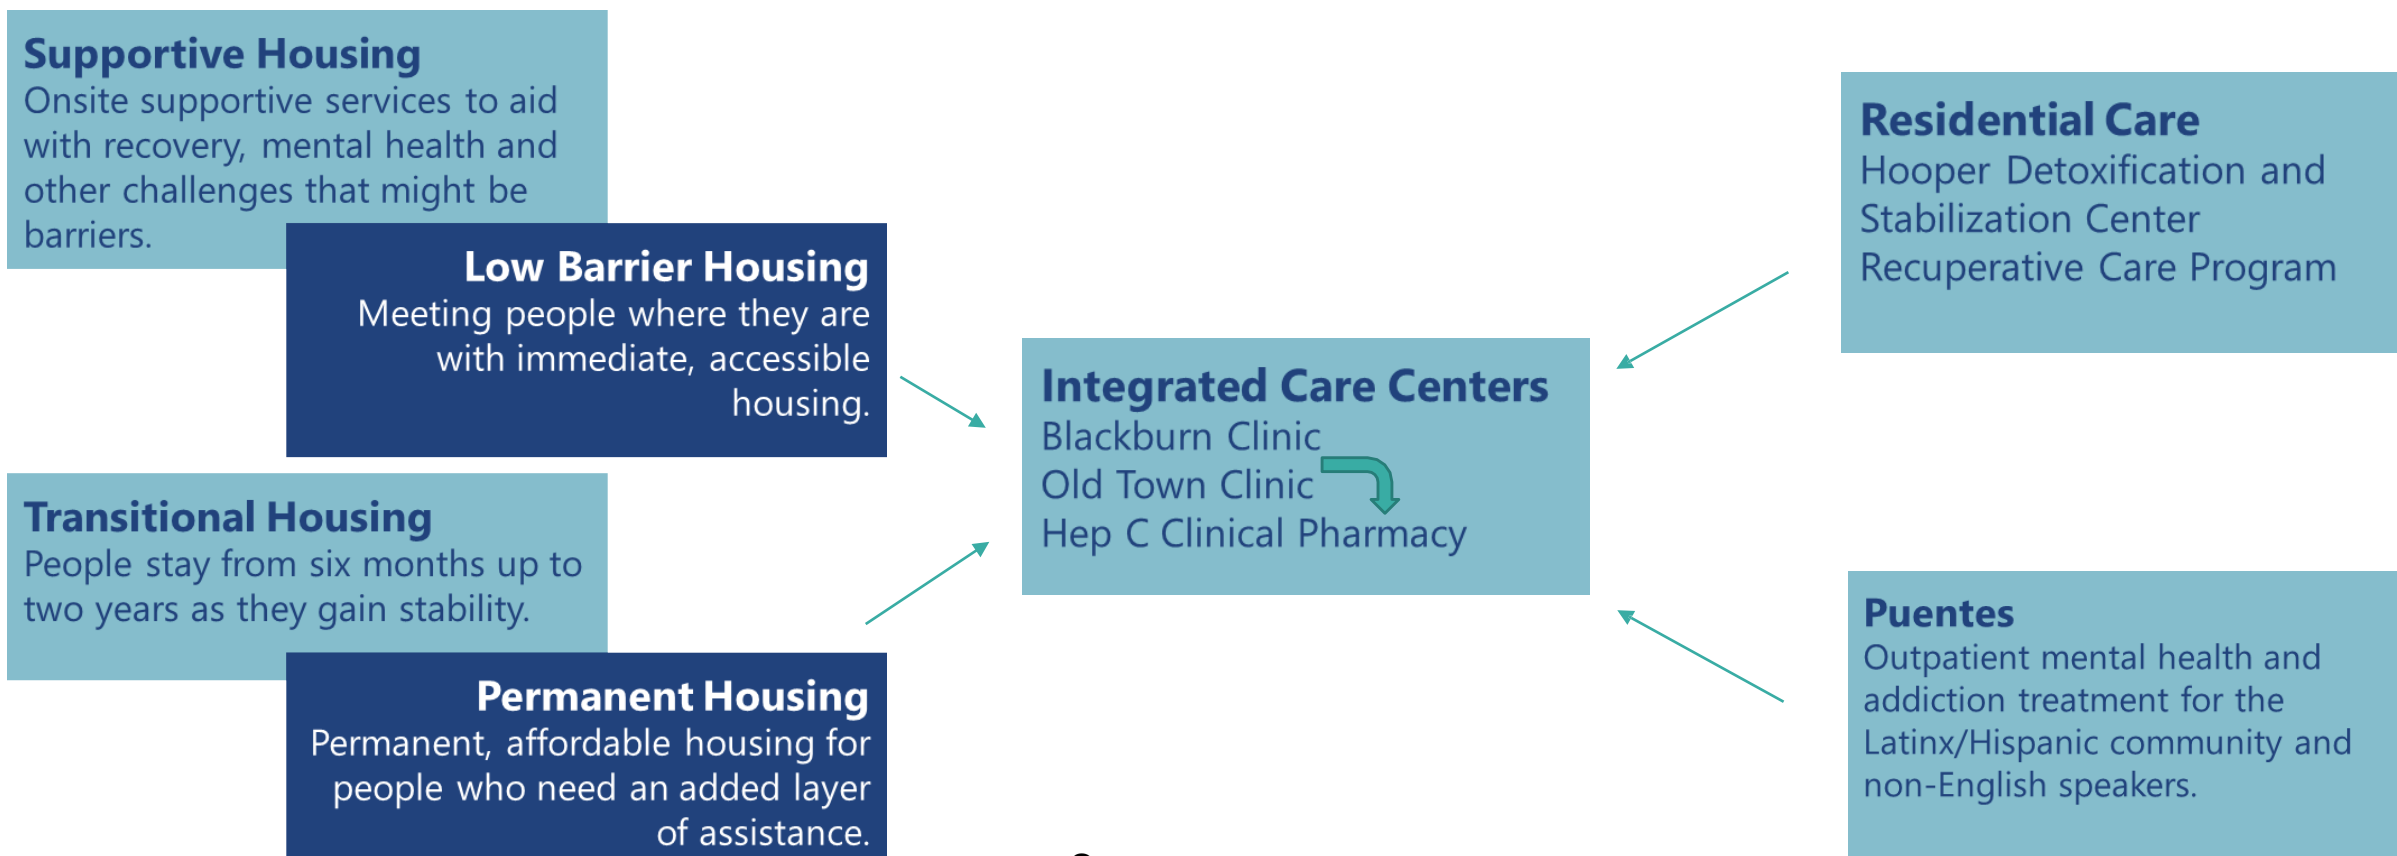 Supportive Housing
Onsite supportive services to aid
with recovery, mental health and
other challenges that might be
barriers.
Low Barrier Housing
Meeting people where they are
with immediate, accessible
housing.
Transitional Housing
People stay from six months up to
two years as they gain stability.
Permanent Housing
Permanent, affordable housing for
people who need an added layer
of assistance.
Integrated Care Centers
Blackburn Clinic
Old Town Clinic
Hep C Clinical Pharmacy
Residential Care
Hooper Detoxification and
Stabilization Center
Recuperative Care Program
Puentes
Outpatient mental health and
addiction treatment for the
Latinx/Hispanic community and
non-English speakers.